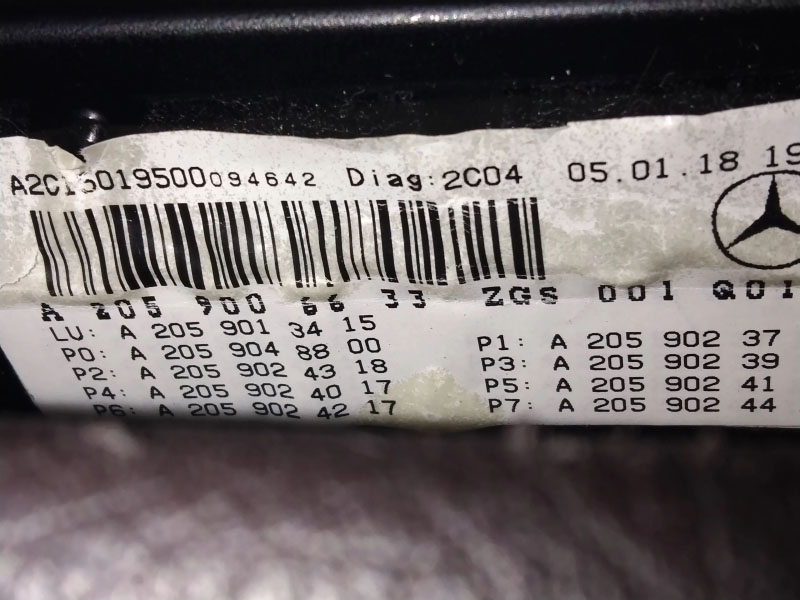 A2C15019500094642 Diag:2C04 05.01.18 19
A 205 900 66 33 ZGS 001 Q01
LU: A 205 901 34 15
P0: A 205 904 88 00
P2: A 205 902 43 18
P4: A 205 902 40 17
P6: A 205 902 42 17
P1: A 205 902 37
P3: A 205 902 39
P5: A 205 902 41
P7: A 205 902 44